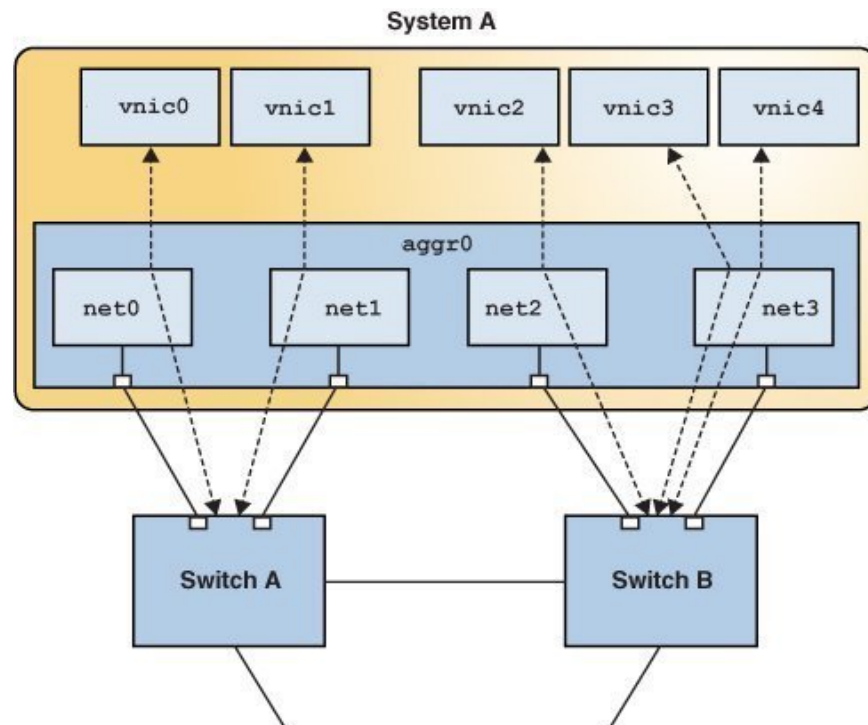 System A
vnic0 vnic1 vnic2 vnic3 vnic4
aggr0
net0 net1 net2 net3
Switch A Switch B